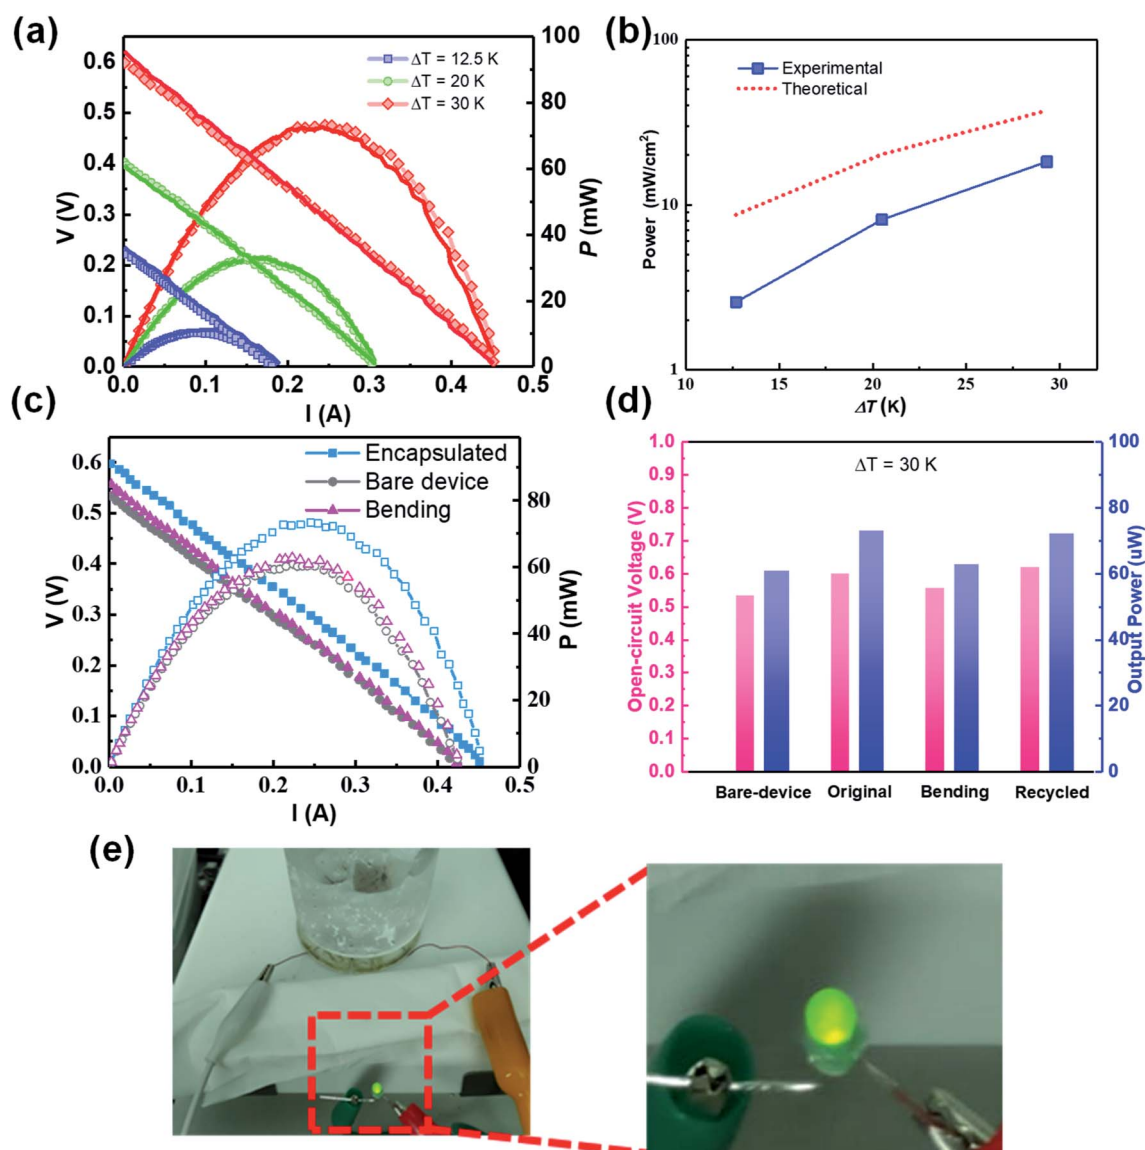 (a)
100
0.6
80
0.5
60
0.4
0.3
40
0.2
20
0.1
0.0
0
0.0
0.1
0.2
0.3
0.4
0.5
V (V)
P (mW)
I (A)
ΔT = 12.5 K
ΔT = 20 K
ΔT = 30 K
(b)
100
10
1
10
15
20
25
30
Power (mW/cm²)
ΔT (K)
Experimental
Theoretical
(c)
0.6
0.5
0.4
0.3
0.2
0.1
0.0
80
60
40
20
0
0.0
0.1
0.2
0.3
0.4
0.5
V (V)
P (mW)
I (A)
Encapsulated
Bare device
Bending
(d)
1.0
0.9
0.8
0.7
0.6
0.5
0.4
0.3
0.2
0.1
0.0
100
80
60
40
20
0
Open-circuit Voltage (V)
Output Power (uW)
ΔT = 30 K
Bare-device
Original
Bending
Recycled
(e)